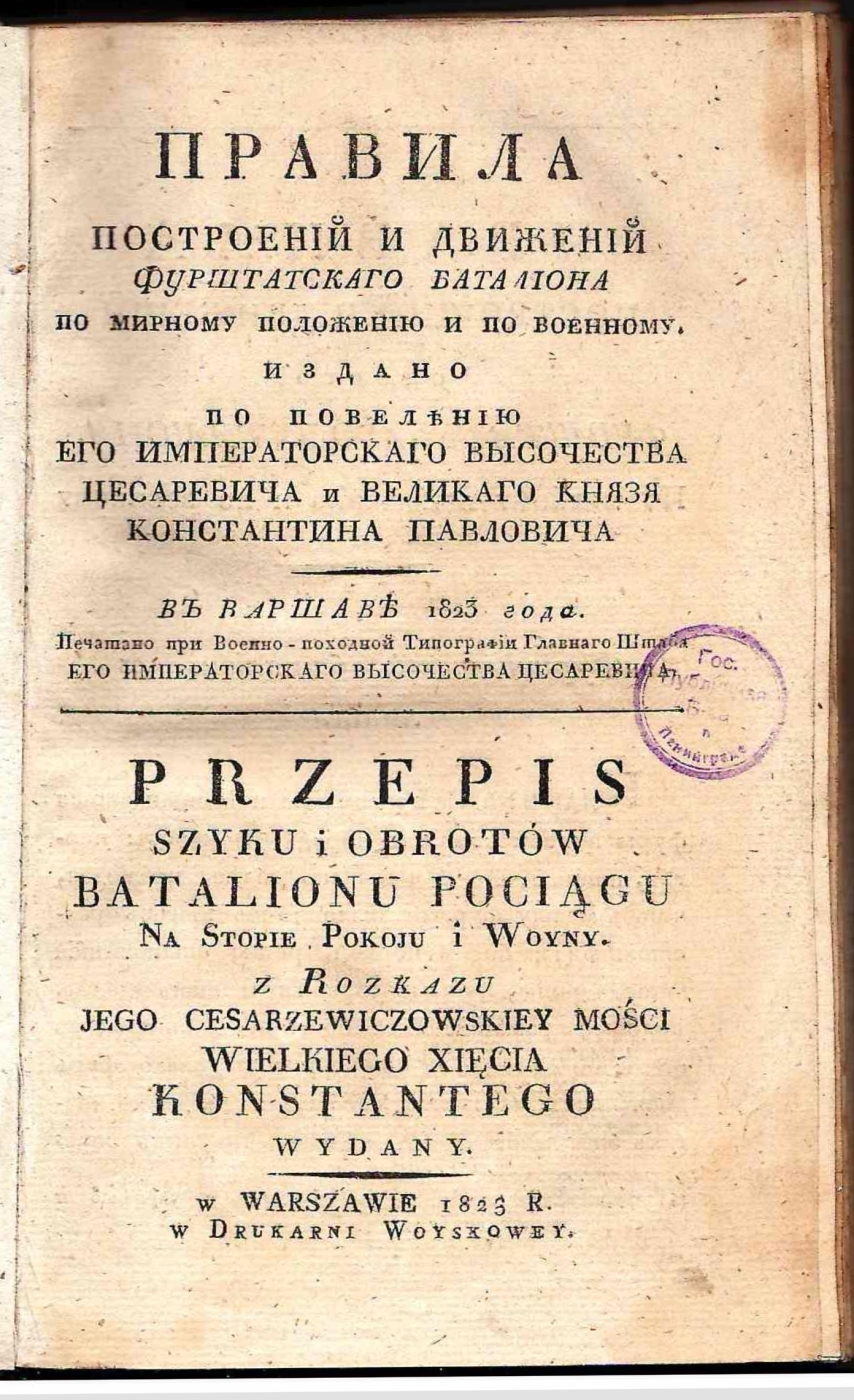 ПРАВИЛА
ПОСТРОЕНІЙ И ДВИЖЕНІЙ
ФУРШТАТСКАГО БАТАЛІОНА
ПО МИРНОМУ ПОЛОЖЕНІЮ И ПО ВОЕННОМУ.
ИЗДАНО
ПО ПОВЕЛѢНІЮ
ЕГО ИМПЕРАТОРСКАГО ВЫСОЧЕСТВА
ЦЕСАРЕВИЧА и ВЕЛИКАГО КНЯЗЯ
КОНСТАНТИНА ПАВЛОВИЧА
ВЪ ВАРШАВѢ 1823 года.
Печатано при Военно-походной Типографіи Главнаго Штаба
ЕГО ИМПЕРАТОРСКАГО ВЫСОЧЕСТВА ЦЕСАРЕВИЧА.
Гос.
Публичная
в
Ленинграде
PRZEPIS
SZYKU i OBROTÓW
BATALIONU POCIĄGU
NA STOPIE POKOJU i WOYNY.
z ROZKAZU
JEGO CESARZEWICZOWSKIEY MOŚCI
WIELKIEGO XIĘCIA
KONSTANTEGO
WYDANY.
w WARSZAWIE 1823 R.
w DRUKARNI WOYSKOWEY.